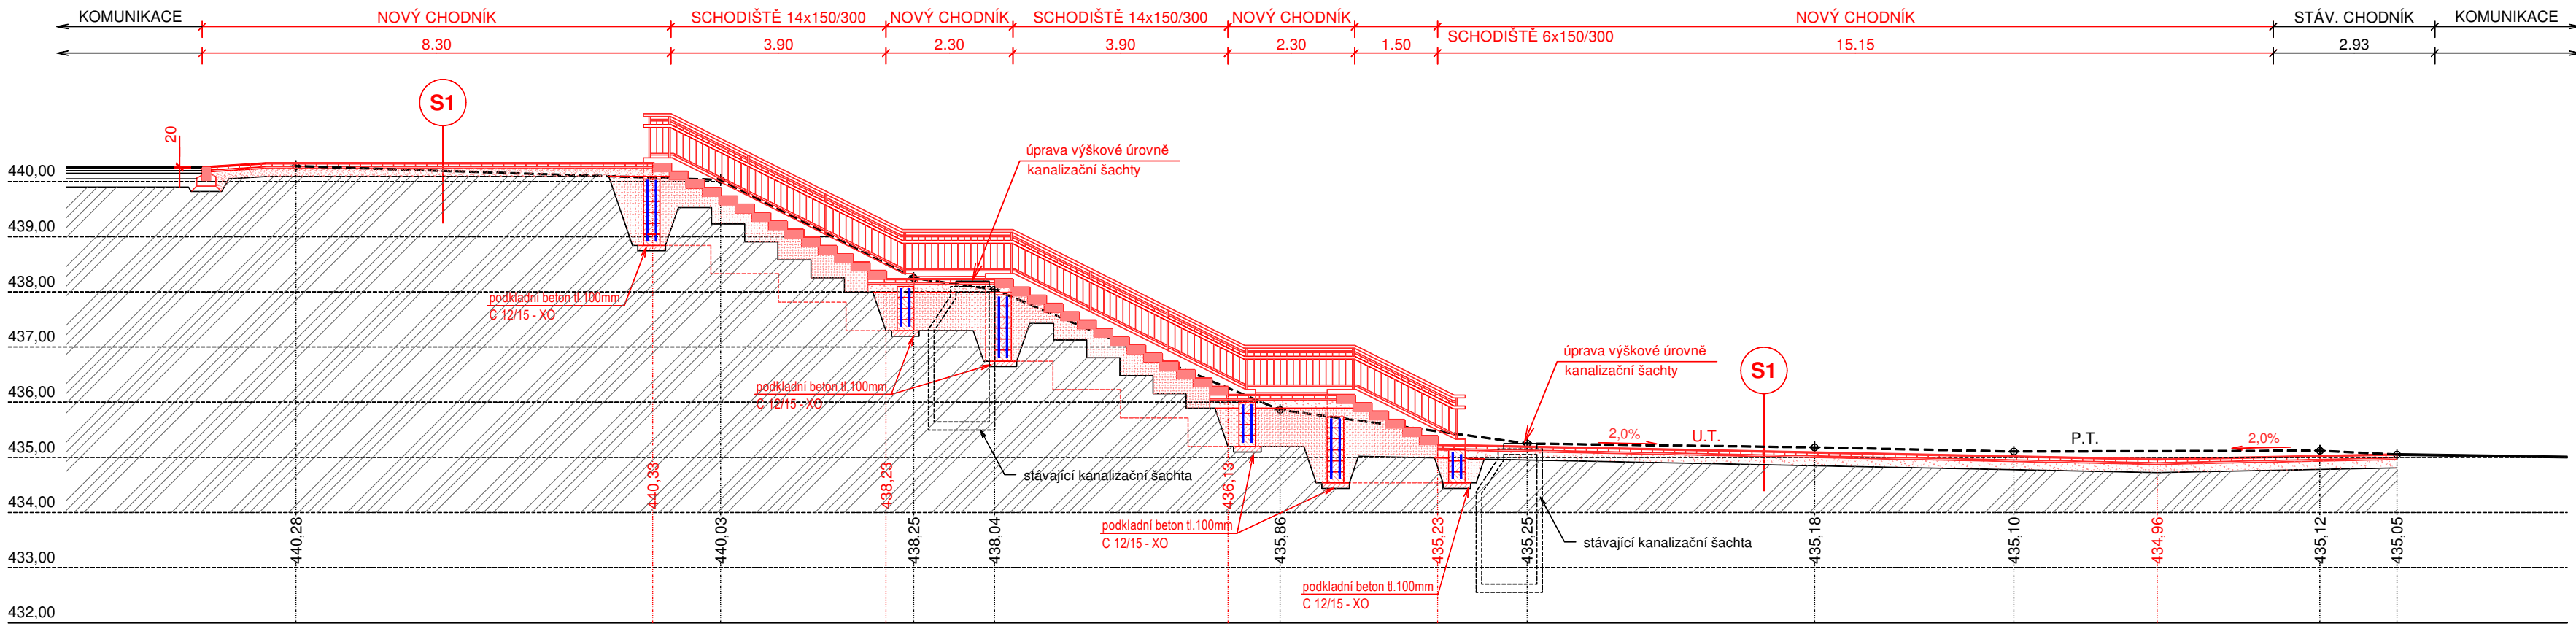 KOMUNIKACE
NOVÝ CHODNÍK
SCHODIŠTĚ 14x150/300
NOVÝ CHODNÍK
SCHODIŠTĚ 14x150/300
NOVÝ CHODNÍK
SCHODIŠTĚ 6x150/300
NOVÝ CHODNÍK
STÁV. CHODNÍK
KOMUNIKACE
8.30
3.90
2.30
3.90
2.30
1.50
15.15
2.93
S1
20
úprava výškové úrovně
kanalizační šachty
440,00
439,00
438,00
437,00
436,00
435,00
434,00
433,00
432,00
podkladní beton tl.100mm
C 12/15 - XO
podkladní beton tl.100mm
C 12/15 - XO
stávající kanalizační šachta
úprava výškové úrovně
kanalizační šachty
S1
2,0%
U.T.
P.T.
2,0%
podkladní beton tl.100mm
C 12/15 - XO
stávající kanalizační šachta
podkladní beton tl.100mm
C 12/15 - XO
440,28
440,33
440,03
438,23
438,25
438,04
436,13
435,86
435,23
435,25
435,18
435,10
434,96
435,12
435,05